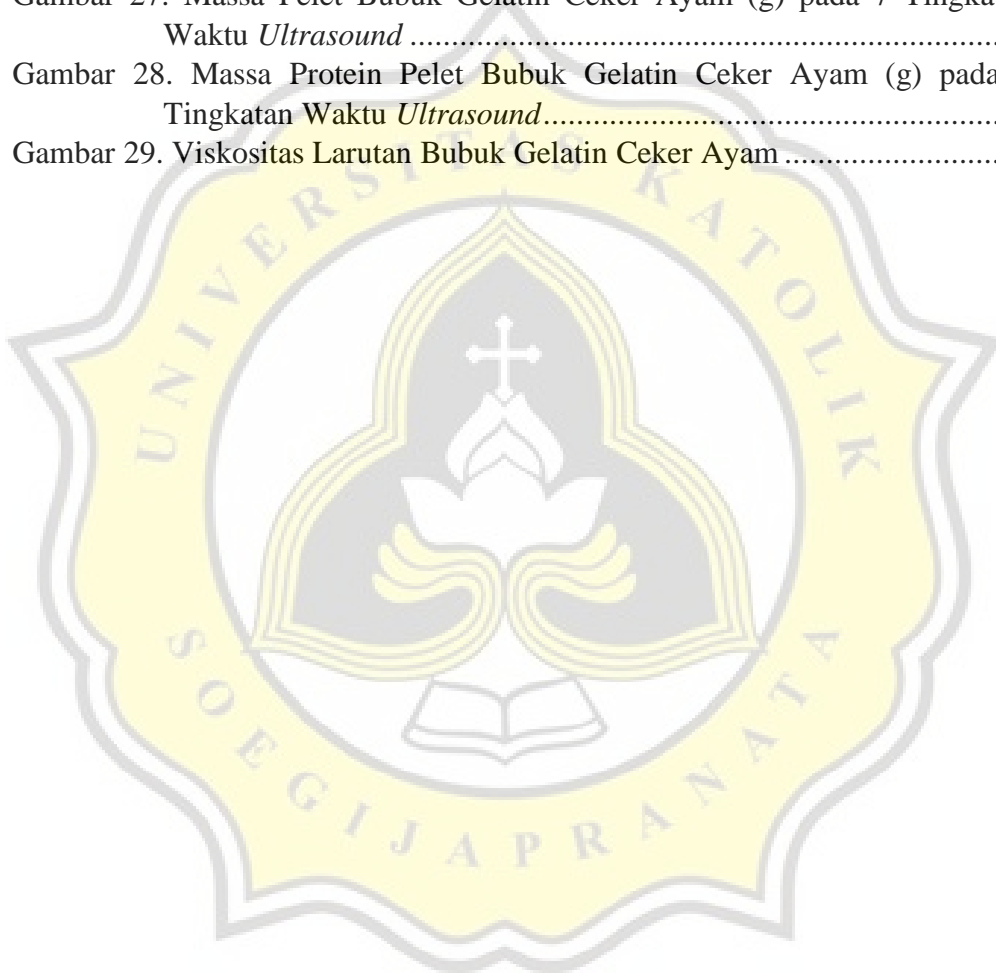 Gambar 27. Massa Pelet Bubuk Gelatin Ceker Ayam (g) pada 7 Tingka
Waktu Ultrasound ........................................................................
Gambar 28. Massa Protein Pelet Bubuk Gelatin Ceker Ayam (g) pada
Tingkatan Waktu Ultrasound........................................................
Gambar 29. Viskositas Larutan Bubuk Gelatin Ceker Ayam ..........................
UNIVERSITAS KATOLIK
SOEGIJAPRANATA